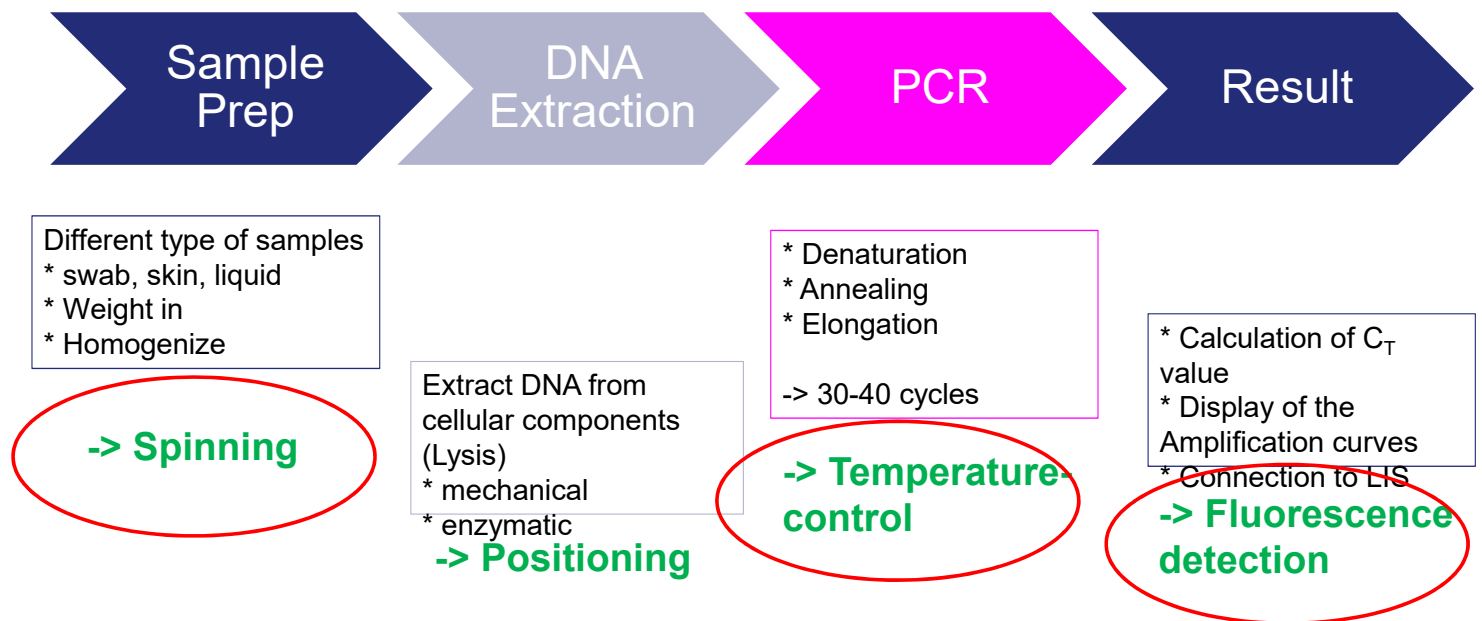 Sample
Prep
DNA
Extraction
PCR
Result
Different type of samples
* swab, skin, liquid
* Weight in
* Homogenize
-> Spinning
Extract DNA from
cellular components
(Lysis)
* mechanical
* enzymatic
-> Positioning
* Denaturation
* Annealing
* Elongation
-> 30-40 cycles
-> Temperature-
control
* Calculation of CT
value
* Display of the
Amplification curves
* Connection to LIS
-> Fluorescence
detection